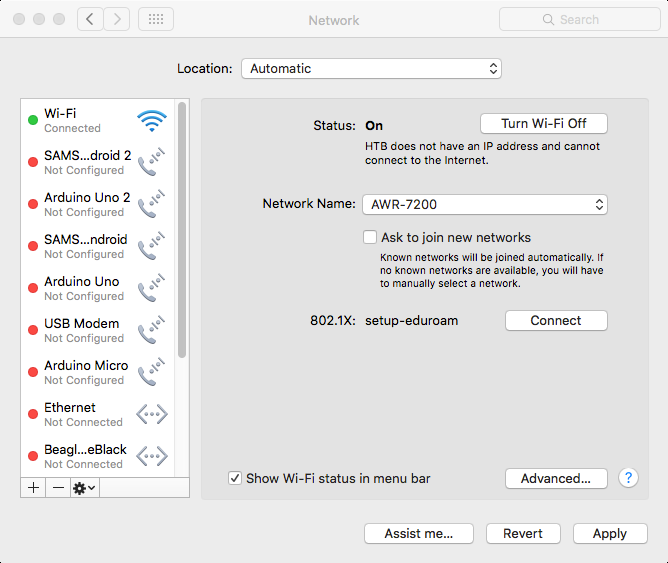 Network
Search
Location: Automatic
Wi-Fi
Connected
SAMS...droid 2
Not Configured
Arduino Uno 2
Not Configured
SAMS...ndroid
Not Configured
Arduino Uno
Not Configured
USB Modem
Not Configured
Arduino Micro
Not Configured
Ethernet
Not Connected
Beagl...eBlack
Not Connected
Status: On
Turn Wi-Fi Off
HTB does not have an IP address and cannot
connect to the Internet.
Network Name: AWR-7200
Ask to join new networks
Known networks will be joined automatically. If
no known networks are available, you will have
to manually select a network.
802.1X: setup-eduroam
Connect
Show Wi-Fi status in menu bar
Advanced...
?
Assist me...
Revert
Apply